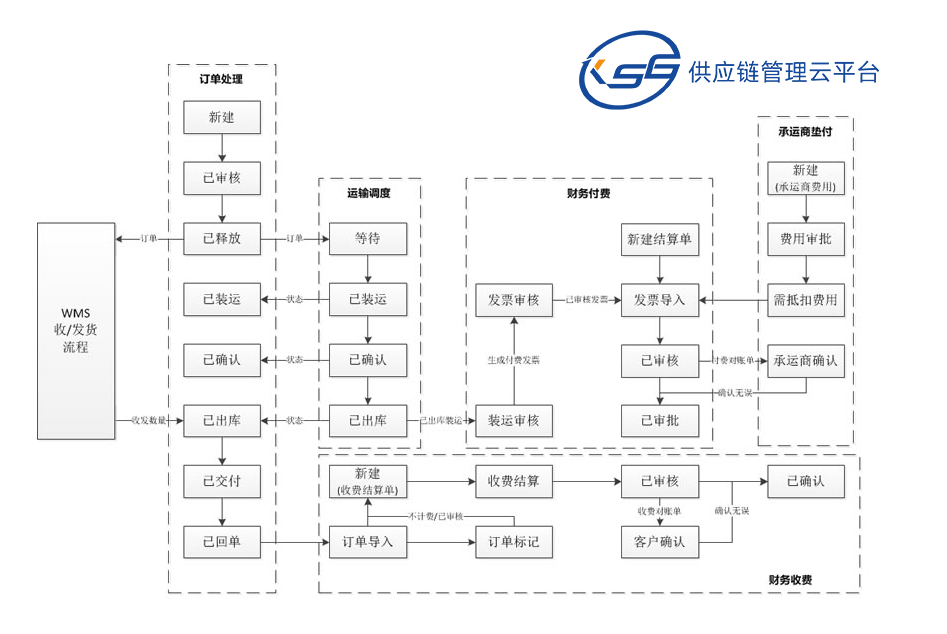 KSS 供应链管理云平台
订单处理
新建
已审核
已释放
已装运
已确认
已出库
已交付
已回单
WMS
收/发货
流程
订单
订单
收发数量
运输调度
等待
已装运
已确认
已出库
状态
状态
状态
已出库装运
财务付费
新建结算单
发票审核
已审核发票
发票导入
生成付费发票
已审核
付费对账单
确认无误
装运审核
已审批
承运商垫付
新建
(承运商费用)
费用审批
需抵扣费用
承运商确认
新建
(收费结算单)
收费结算
已审核
已确认
不计费/已审核
收费对账单
确认无误
订单导入
订单标记
客户确认
财务收费